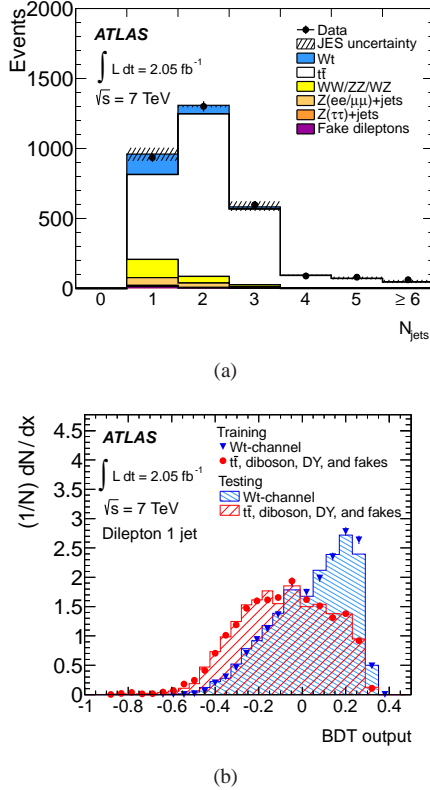 Events
2000
1500
1000
500
0
ATLAS
∫ L dt = 2.05 fb⁻¹
√s = 7 TeV
Data
JES uncertainty
Wt
tt̄
WW/ZZ/WZ
Z(ee/μμ)+jets
Z(ττ)+jets
Fake dileptons
0 1 2 3 4 5 ≥ 6
N_jets
(a)
(1/N) dN / dx
4.5
4
3.5
3
2.5
2
1.5
1
0.5
0
ATLAS
∫ L dt = 2.05 fb⁻¹
√s = 7 TeV
Dilepton 1 jet
Training
Wt-channel
tt̄, diboson, DY, and fakes
Testing
Wt-channel
tt̄, diboson, DY, and fakes
-1 -0.8 -0.6 -0.4 -0.2 0 0.2 0.4
BDT output
(b)